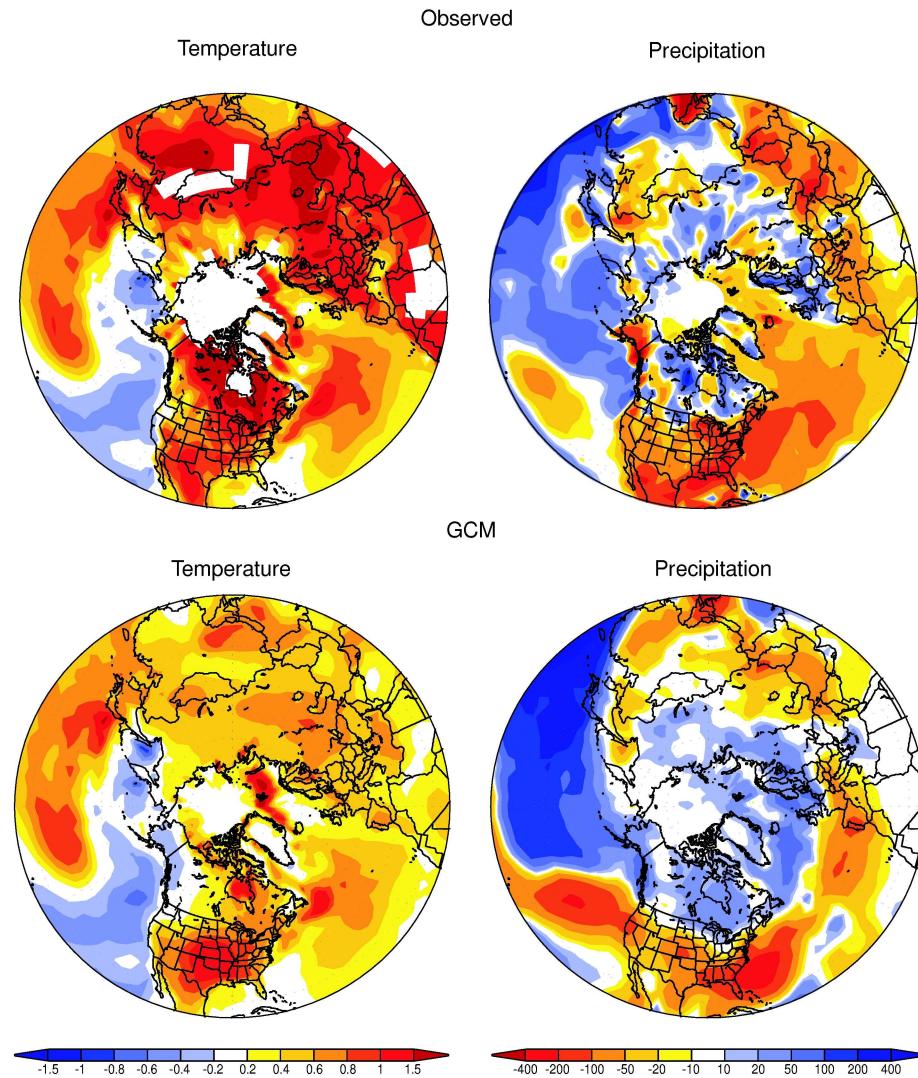 Observed
Temperature Precipitation
GCM
Temperature Precipitation
-1.5 -1 -0.8 -0.6 -0.4 -0.2 0.2 0.4 0.6 0.8 1 1.5
-400 -200 -100 -50 -20 -10 10 20 50 100 200 400